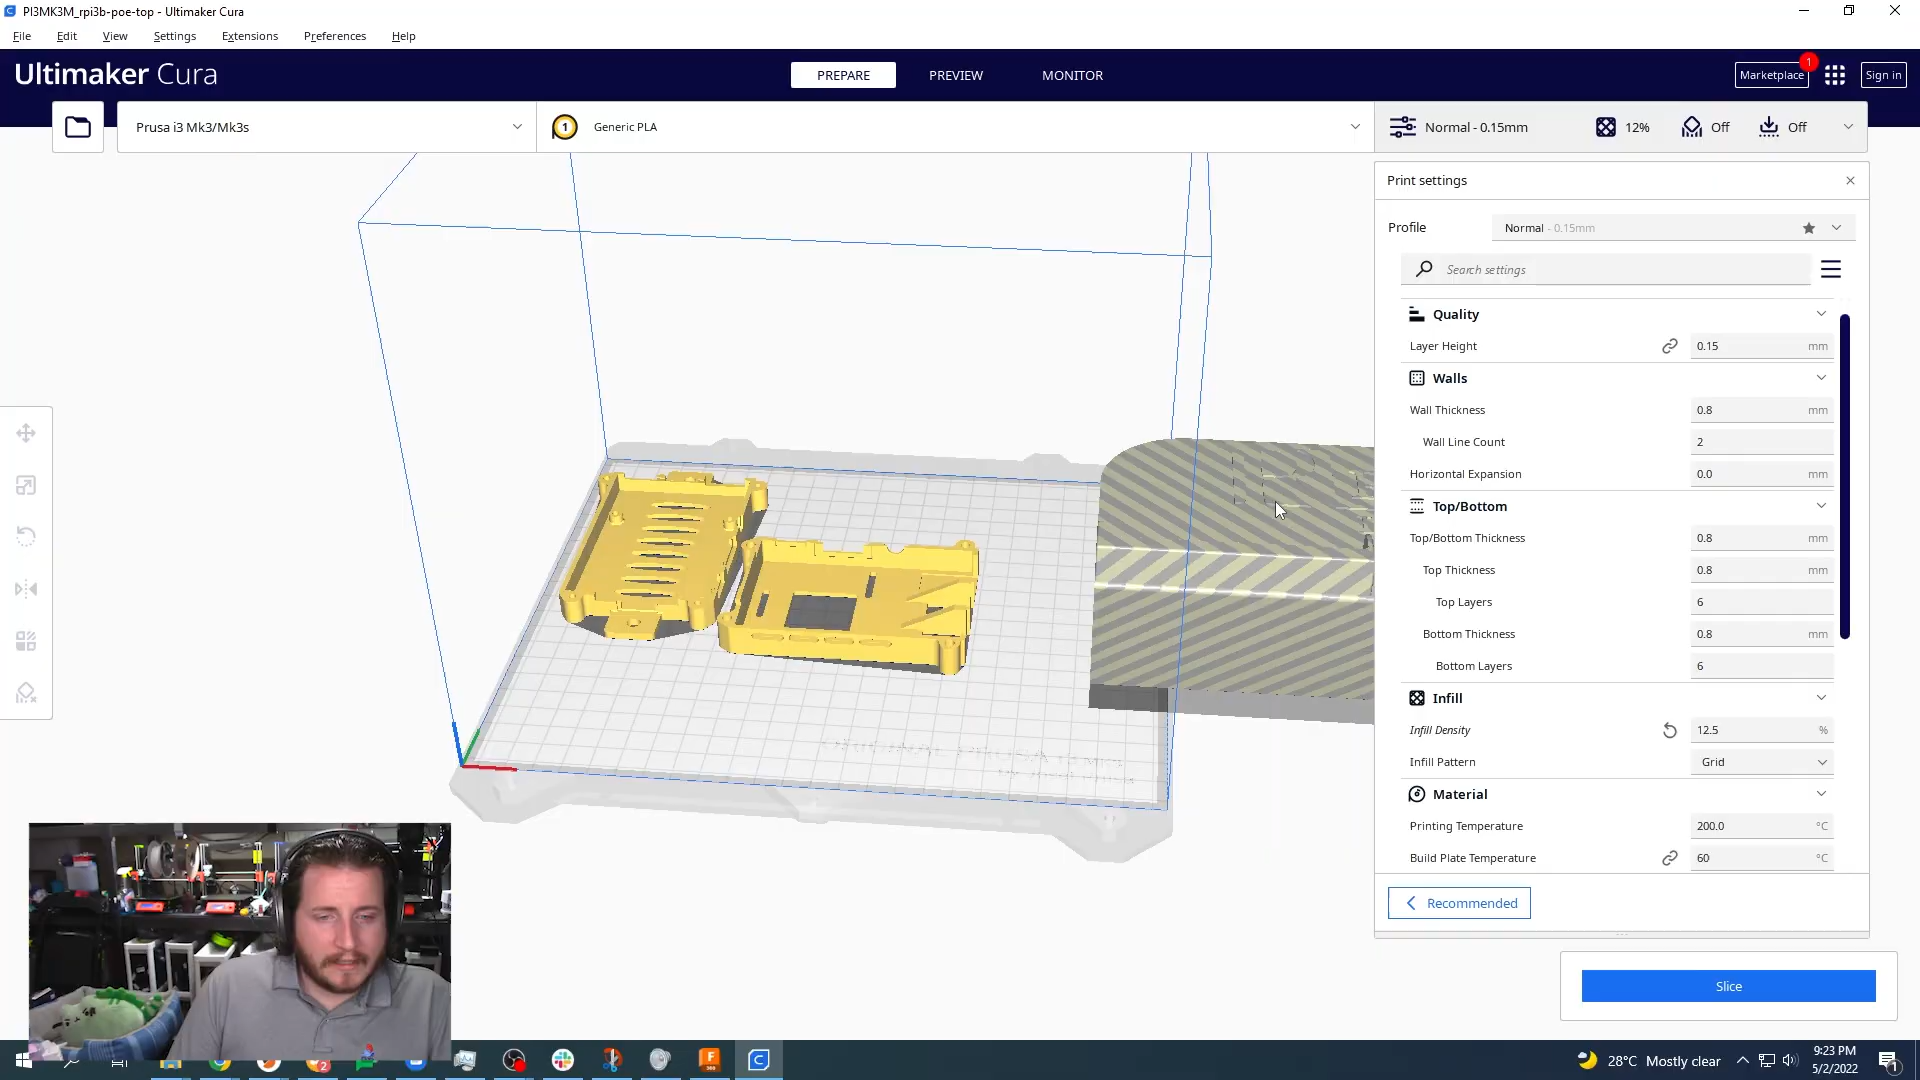 PI3MK3M_rpi3b-poe-top - Ultimaker Cura
File Edit View Settings Extensions Preferences Help
Ultimaker Cura
PREPARE PREVIEW MONITOR
Marketplace 1 Sign in
Prusa i3 Mk3/Mk3s
1 Generic PLA
Normal - 0.15mm 12% Off Off
Print settings
Profile Normal - 0.15mm
Search settings
Quality
Layer Height 0.15 mm
Walls
Wall Thickness 0.8 mm
Wall Line Count 2
Horizontal Expansion 0.0 mm
Top/Bottom
Top/Bottom Thickness 0.8 mm
Top Thickness 0.8 mm
Top Layers 6
Bottom Thickness 0.8 mm
Bottom Layers 6
Infill
Infill Density 12.5 %
Infill Pattern Grid
Material
Printing Temperature 200.0 °C
Build Plate Temperature 60 °C
Recommended
Slice
28°C Mostly clear
9:23 PM
5/2/2022